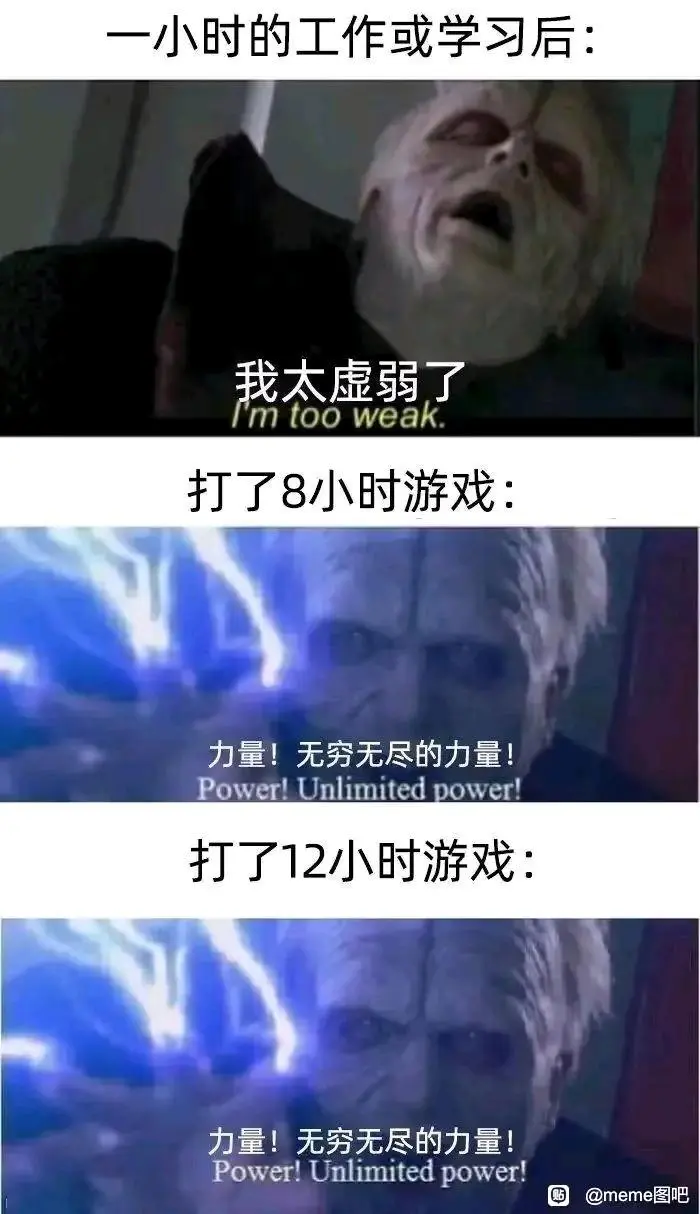 一小时的工作或学习后：
我太虚弱了
I'm too weak.
打了8小时游戏：
力量！无穷无尽的力量！
Power! Unlimited power!
打了12小时游戏：
力量！无穷无尽的力量！
Power! Unlimited power!
贴 @meme图吧